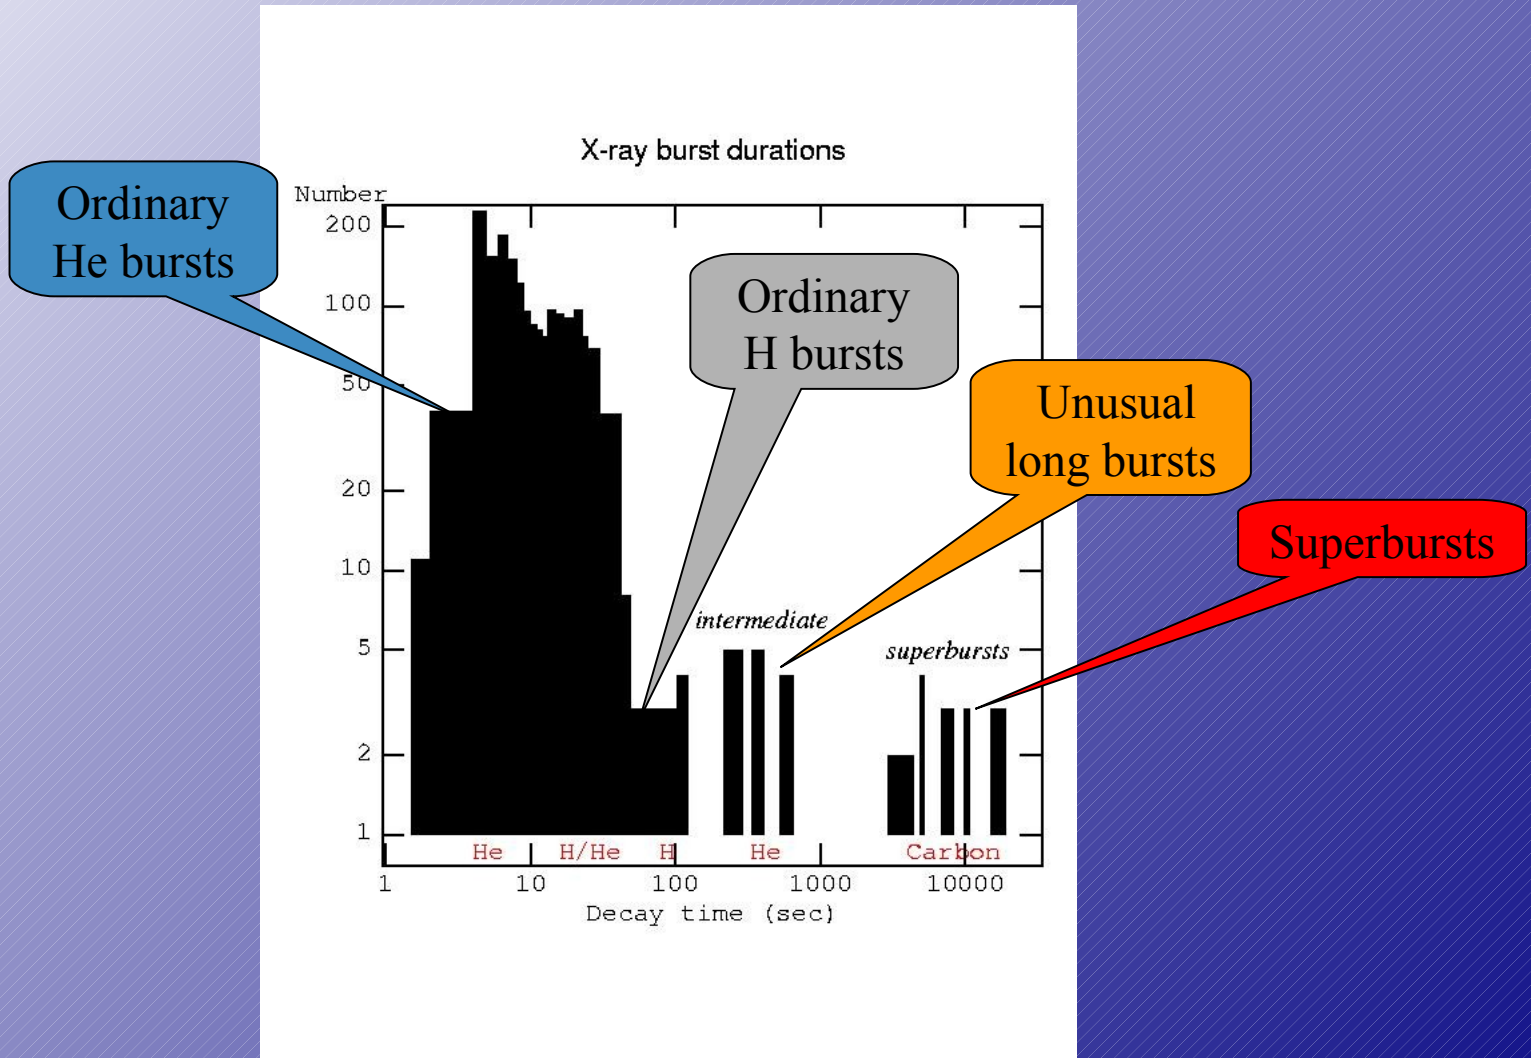 X-ray burst durations
Ordinary
He bursts
Number
200
100
50
20
10
5
2
1
Ordinary
H bursts
Unusual
long bursts
Superbursts
intermediate
superbursts
He H/He H He Carbon
1 10 100 1000 10000
Decay time (sec)